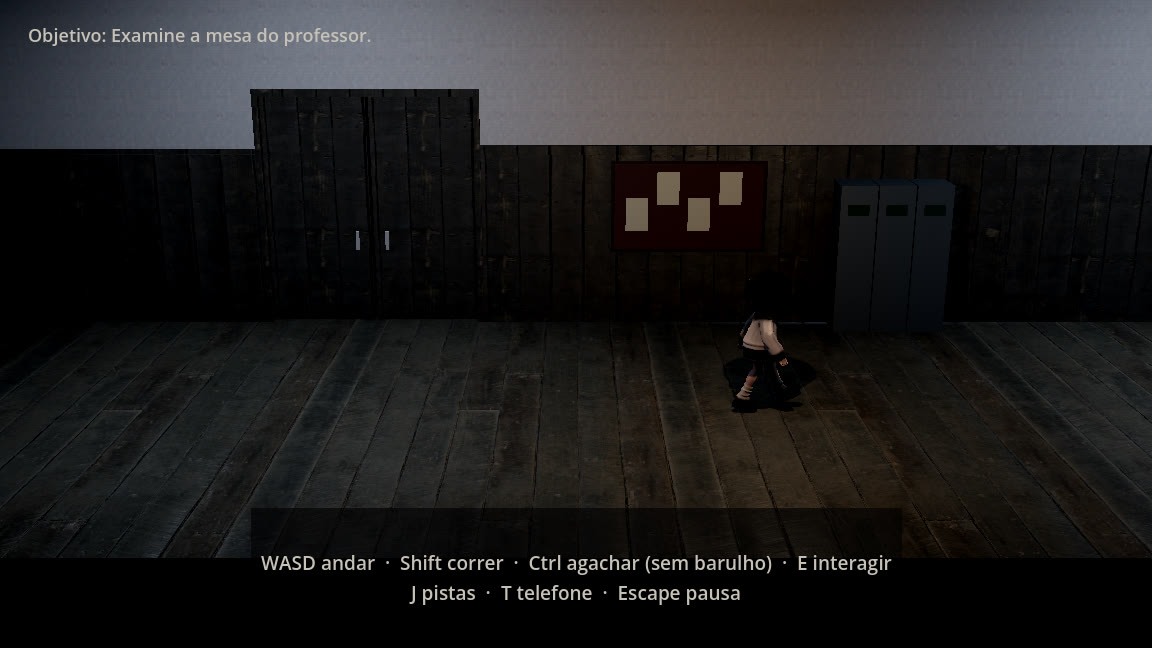 Objetivo: Examine a mesa do professor.
WASD andar · Shift correr · Ctrl agachar (sem barulho) · E interagir
J pistas · T telefone · Escape pausa